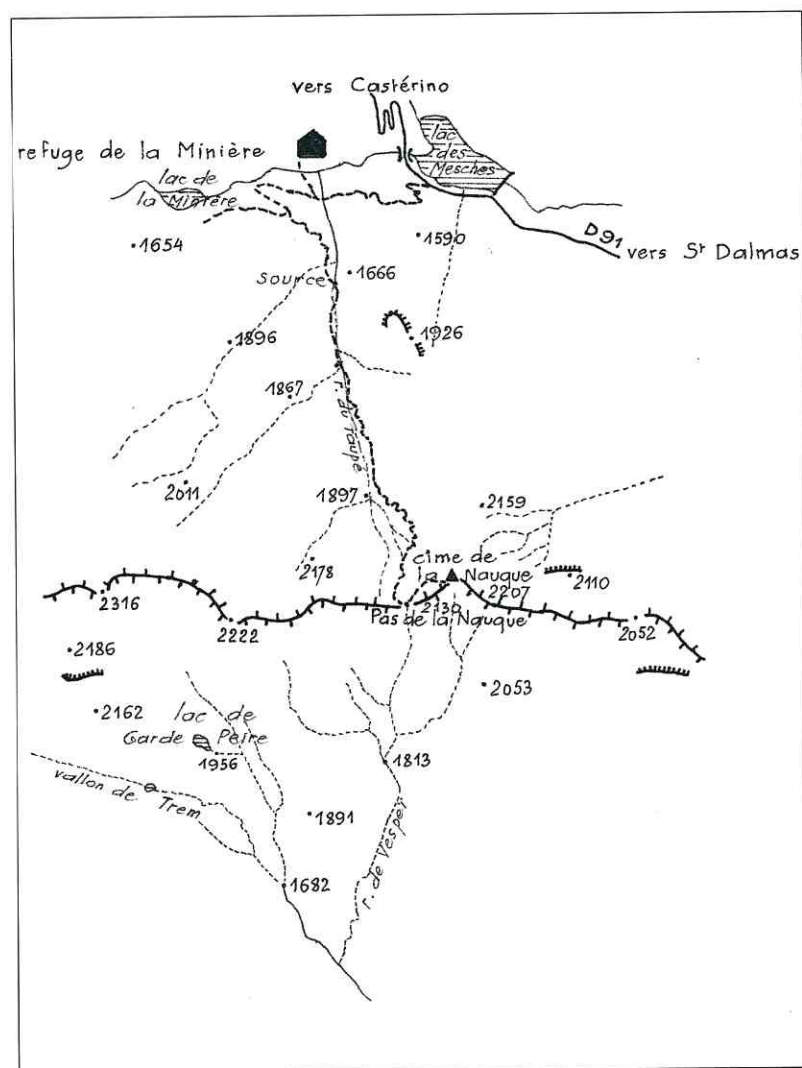 vers Castérino
refuge de la Minière
lac
des
Mesches
lac de
la Minière
D91
vers Sᵗ Dalmas
1654
1590
Source
1666
1896
1926
1867
r. du Taupe
2011
1897
2159
2178
cime de
la Nauque
2110
2316
2130
2207
2222
Pas de la Nauque
2052
2186
2053
2162
lac de
Garde Peire
1956
1813
vallon de Trem
1891
r. de Vesper
1682